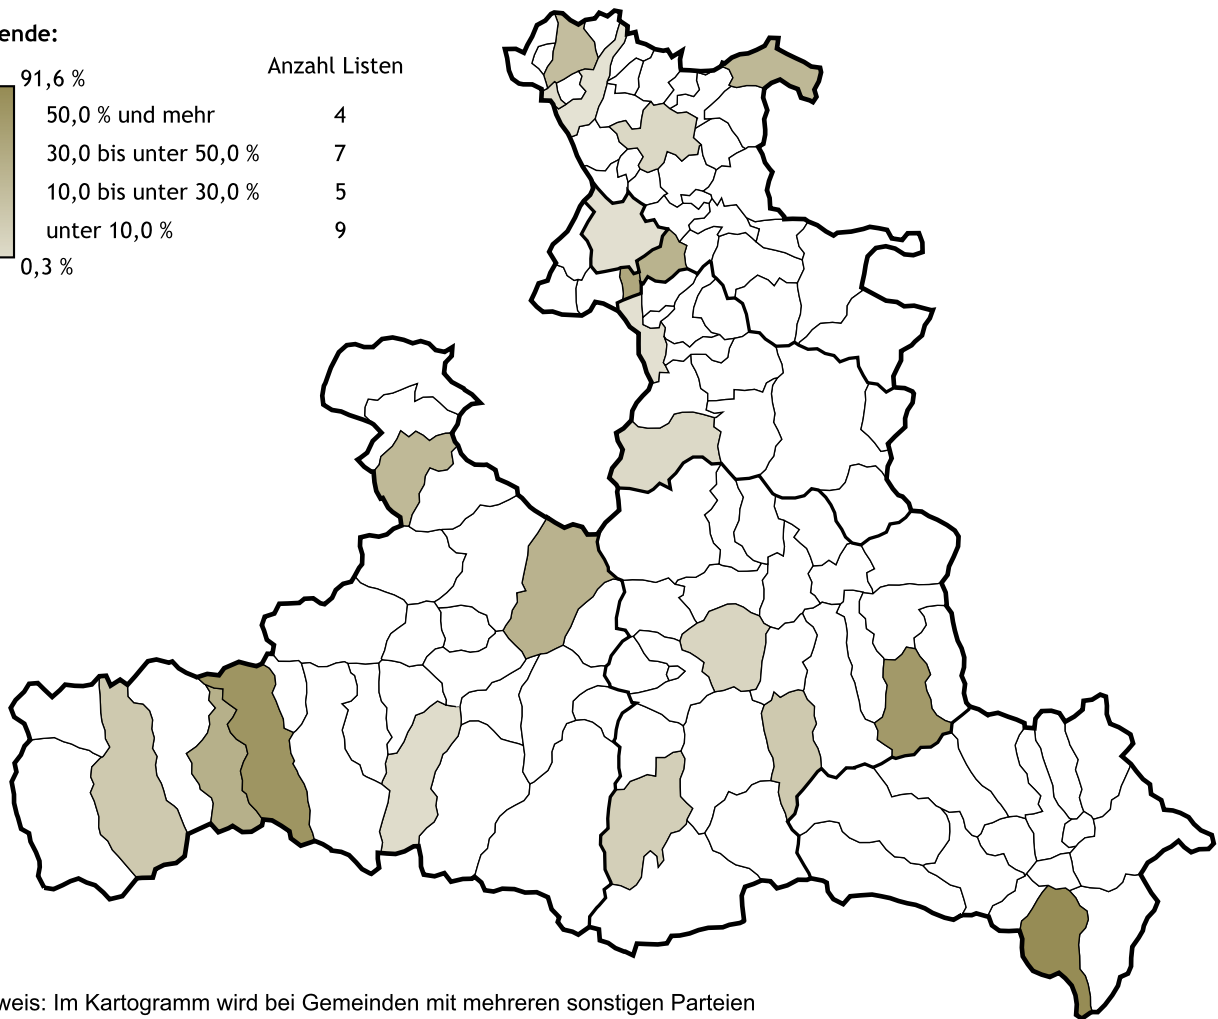 ende:
Anzahl Listen
91,6 %
50,0 % und mehr 4
30,0 bis unter 50,0 % 7
10,0 bis unter 30,0 % 5
unter 10,0 % 9
0,3 %
weis: Im Kartogramm wird bei Gemeinden mit mehreren sonstigen Parteien